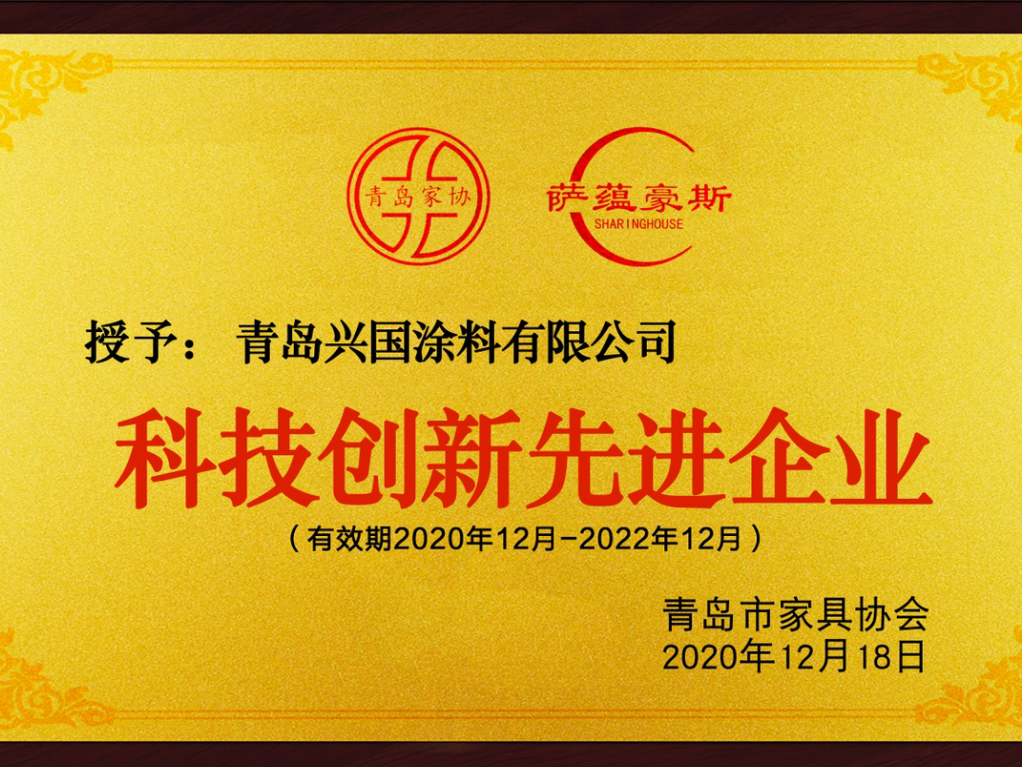 青岛家协
萨蕴豪斯
SHARINGHOUSE
授予： 青岛兴国涂料有限公司
科技创新先进企业
（有效期2020年12月-2022年12月）
青岛市家具协会
2020年12月18日